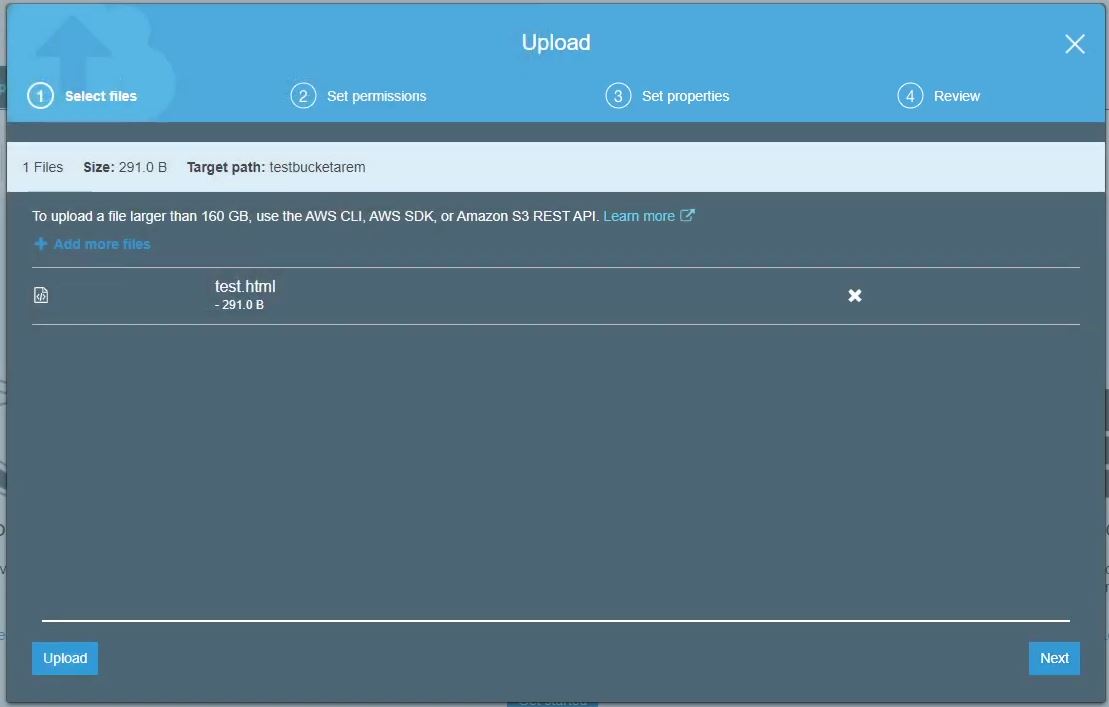 Upload
1 Select files
2 Set permissions
3 Set properties
4 Review
1 Files Size: 291.0 B Target path: testbucketarem
To upload a file larger than 160 GB, use the AWS CLI, AWS SDK, or Amazon S3 REST API. Learn more
Add more files
test.html
- 291.0 B
Upload
Next
Get started